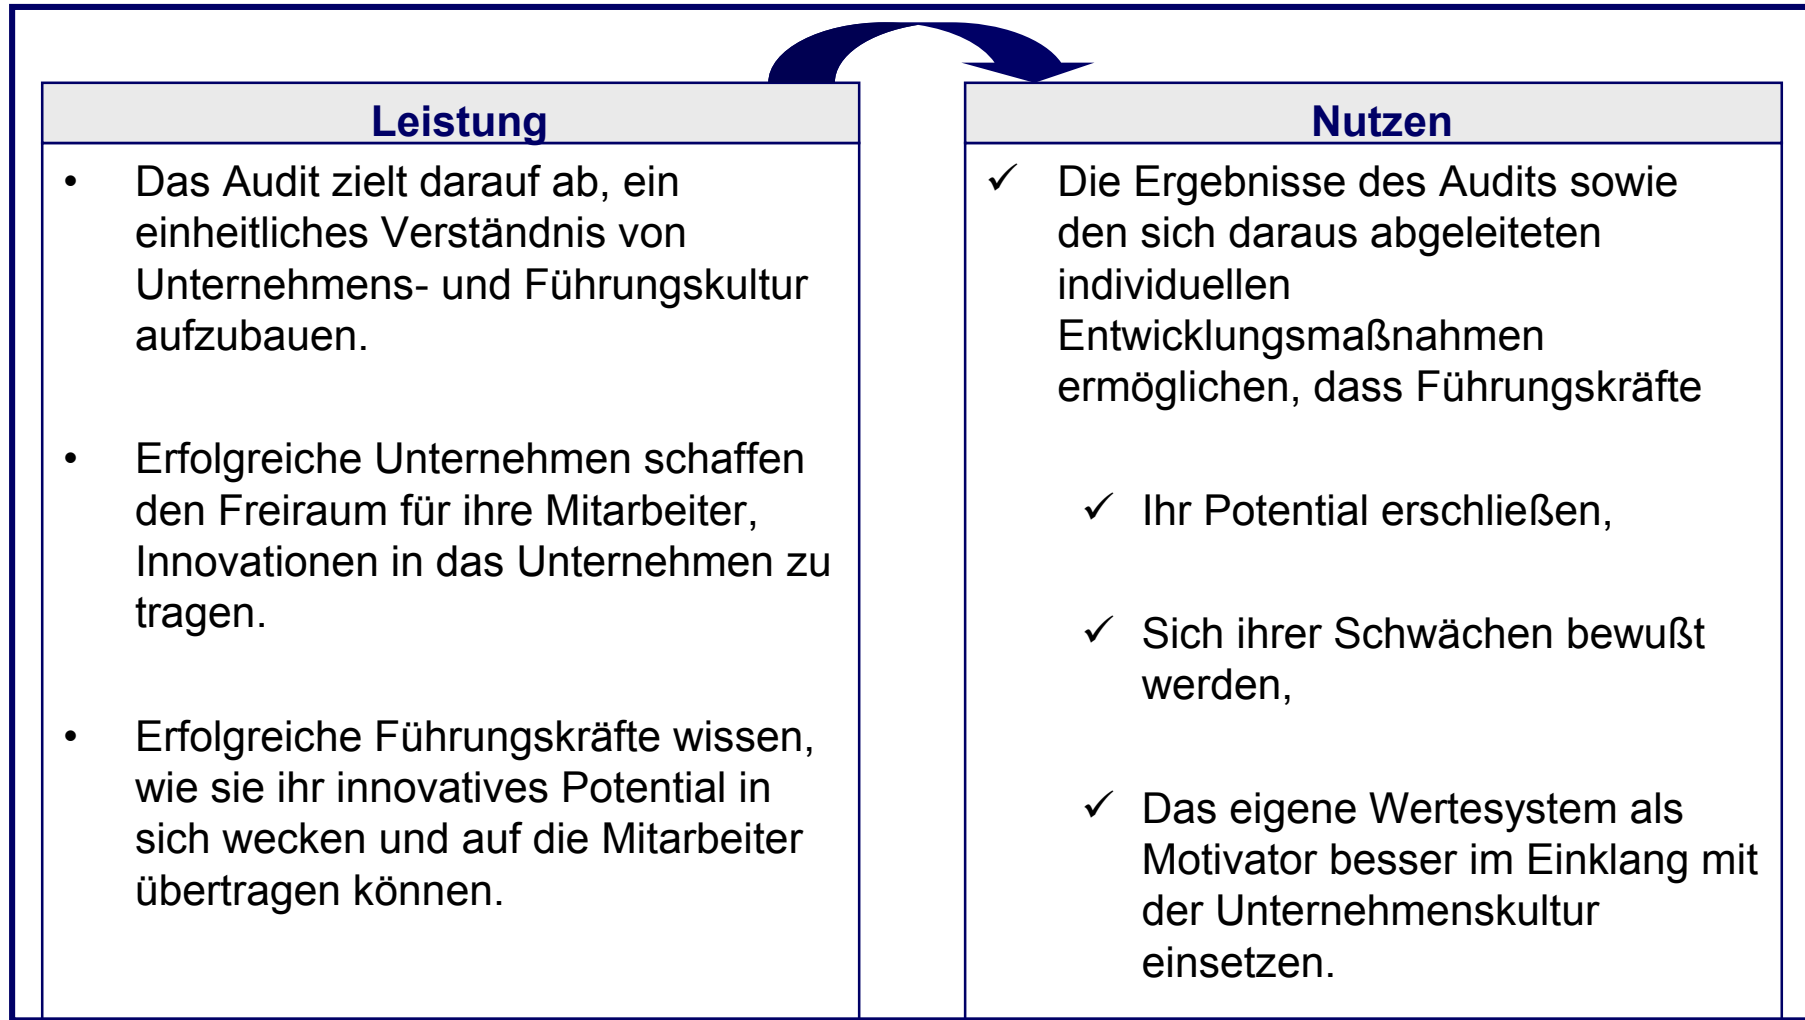 Leistung
• Das Audit zielt darauf ab, ein
einheitliches Verständnis von
Unternehmens- und Führungskultur
aufzubauen.
• Erfolgreiche Unternehmen schaffen
den Freiraum für ihre Mitarbeiter,
Innovationen in das Unternehmen zu
tragen.
• Erfolgreiche Führungskräfte wissen,
wie sie ihr innovatives Potential in
sich wecken und auf die Mitarbeiter
übertragen können.
Nutzen
✓ Die Ergebnisse des Audits sowie
den sich daraus abgeleiteten
individuellen
Entwicklungsmaßnahmen
ermöglichen, dass Führungskräfte
✓ Ihr Potential erschließen,
✓ Sich ihrer Schwächen bewußt
werden,
✓ Das eigene Wertesystem als
Motivator besser im Einklang mit
der Unternehmenskultur
einsetzen.